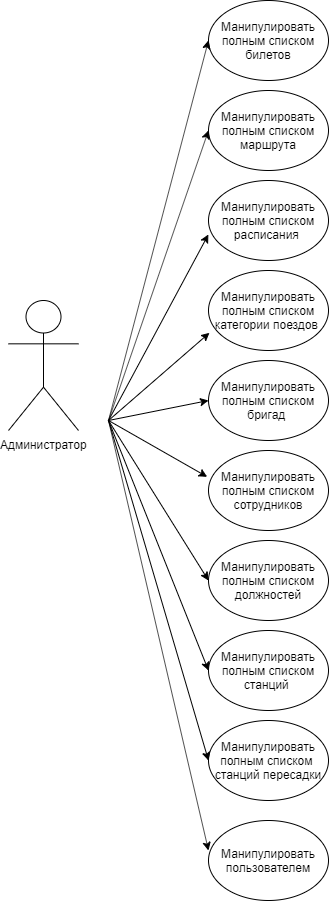 Манипулировать
полным списком
билетов
Манипулировать
полным списком
маршрута
Манипулировать
полным списком
расписания
Манипулировать
полным списком
категории поездов
Манипулировать
полным списком
бригад
Администратор
Манипулировать
полным списком
сотрудников
Манипулировать
полным списком
должностей
Манипулировать
полным списком
станций
Манипулировать
полным списком
станций пересадки
Манипулировать
пользователем